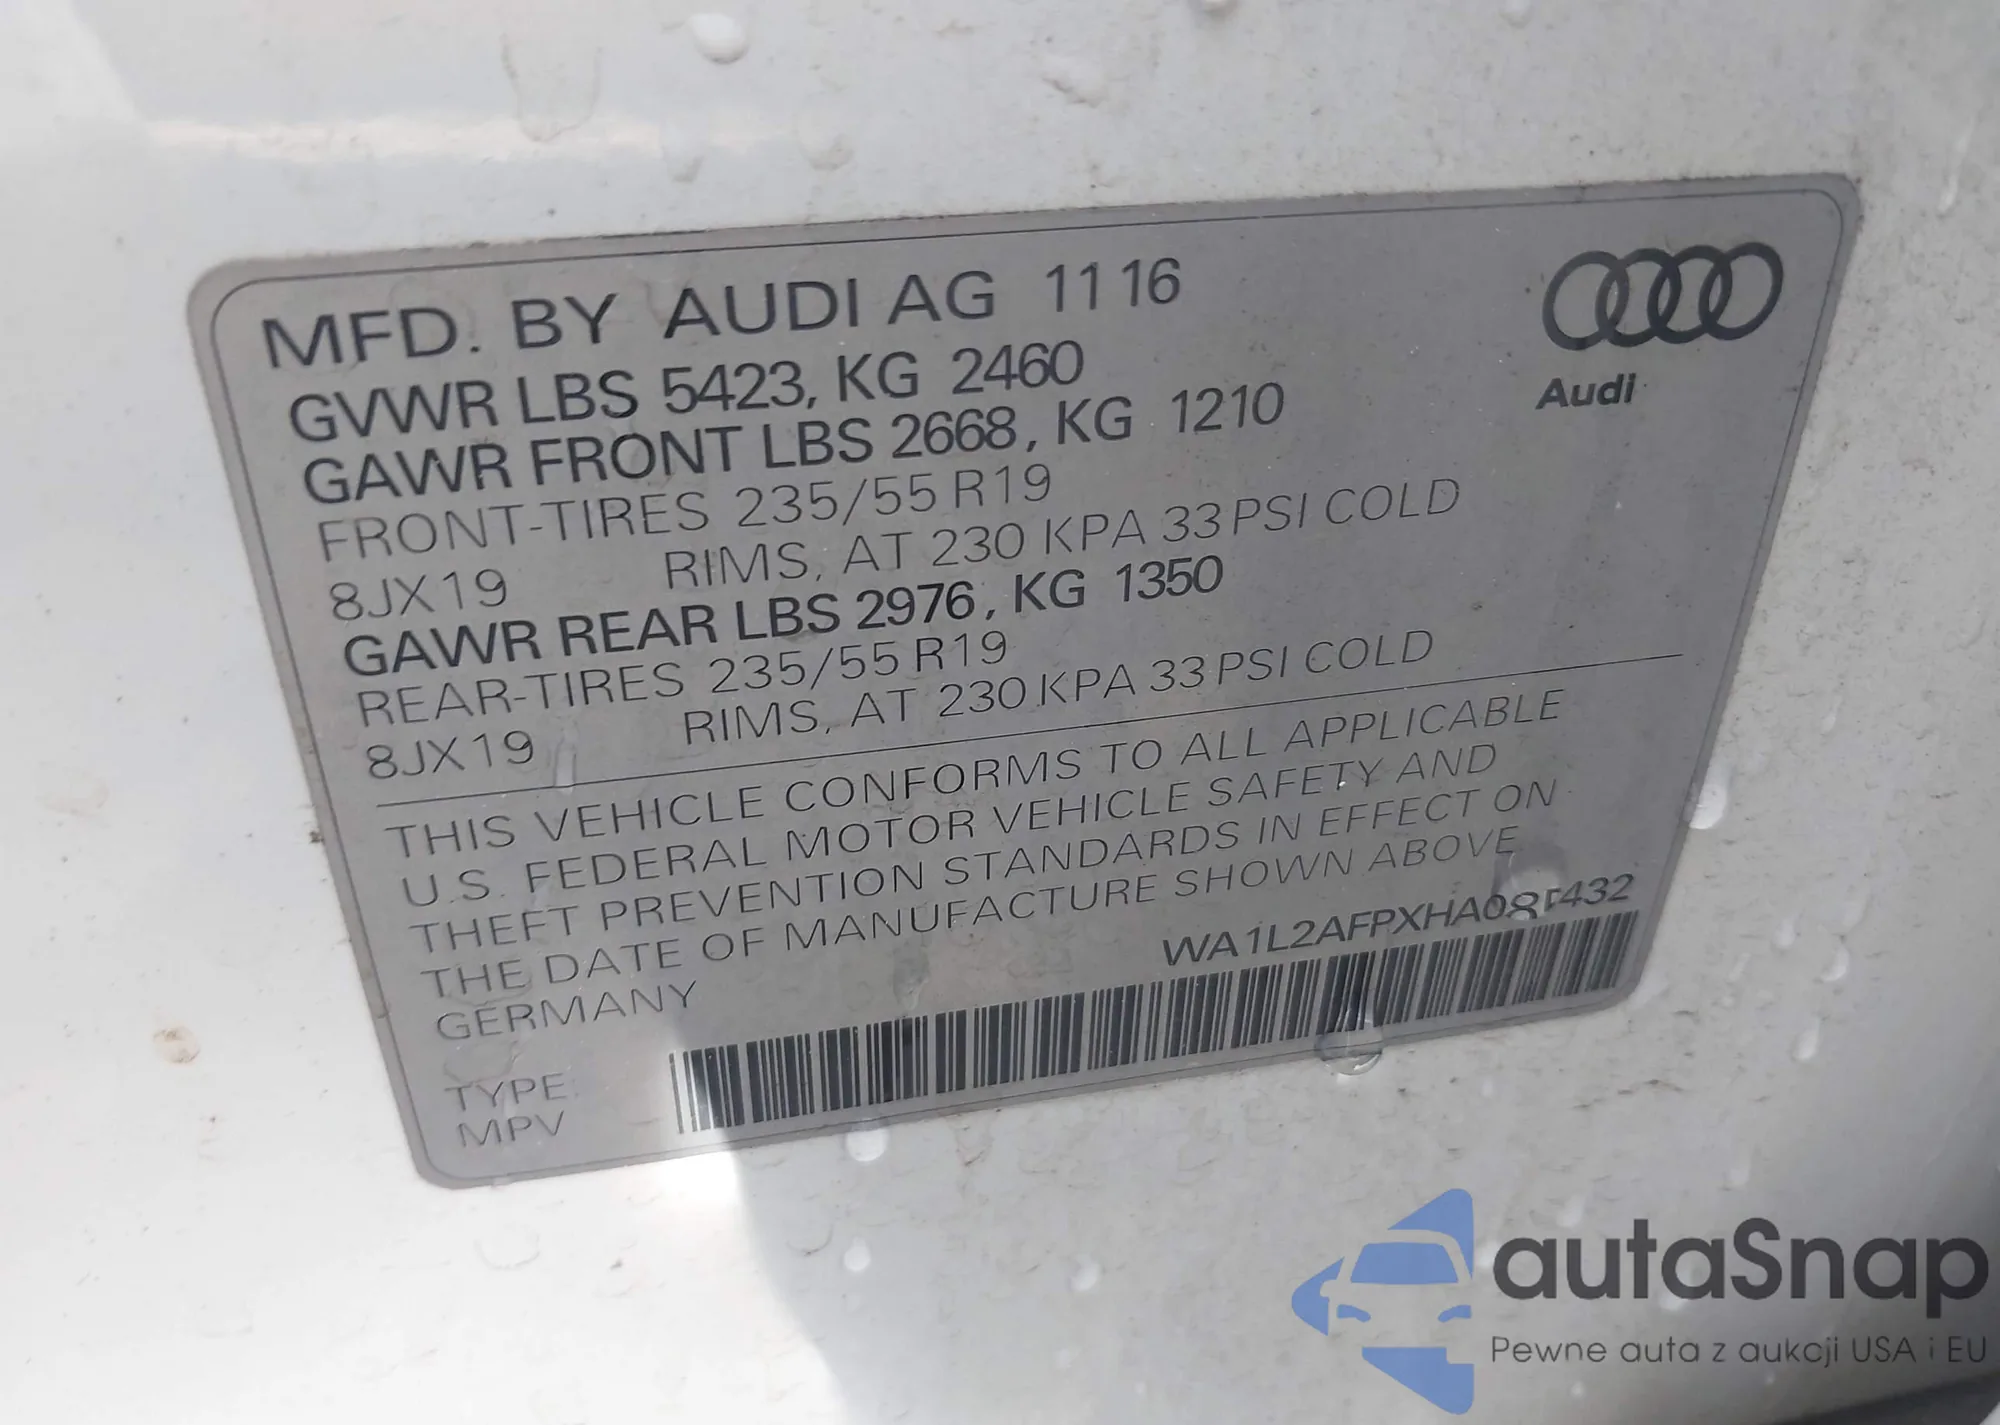 MFD. BY AUDI AG 11 16
GVWR LBS 5423, KG 2460
GAWR FRONT LBS 2668, KG 1210
FRONT-TIRES 235/55 R19
8JX19 RIMS, AT 230 KPA 33 PSI COLD
GAWR REAR LBS 2976, KG 1350
REAR-TIRES 235/55 R19
8JX19 RIMS, AT 230 KPA 33 PSI COLD
Audi
THIS VEHICLE CONFORMS TO ALL APPLICABLE
U.S. FEDERAL MOTOR VEHICLE SAFETY AND
THEFT PREVENTION STANDARDS IN EFFECT ON
THE DATE OF MANUFACTURE SHOWN ABOVE
GERMANY
TYPE:
MPV
autaSnap
Pewne auta z aukcji USA i EU